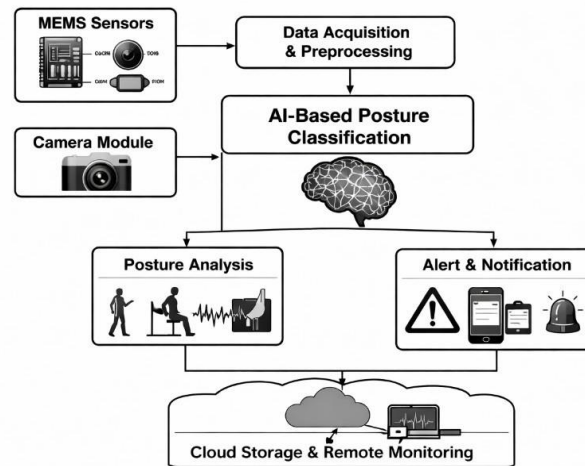 MEMS Sensors
Data Acquisition
& Preprocessing
AI-Based Posture
Classification
Camera Module
Posture Analysis
Alert & Notification
Cloud Storage & Remote Monitoring